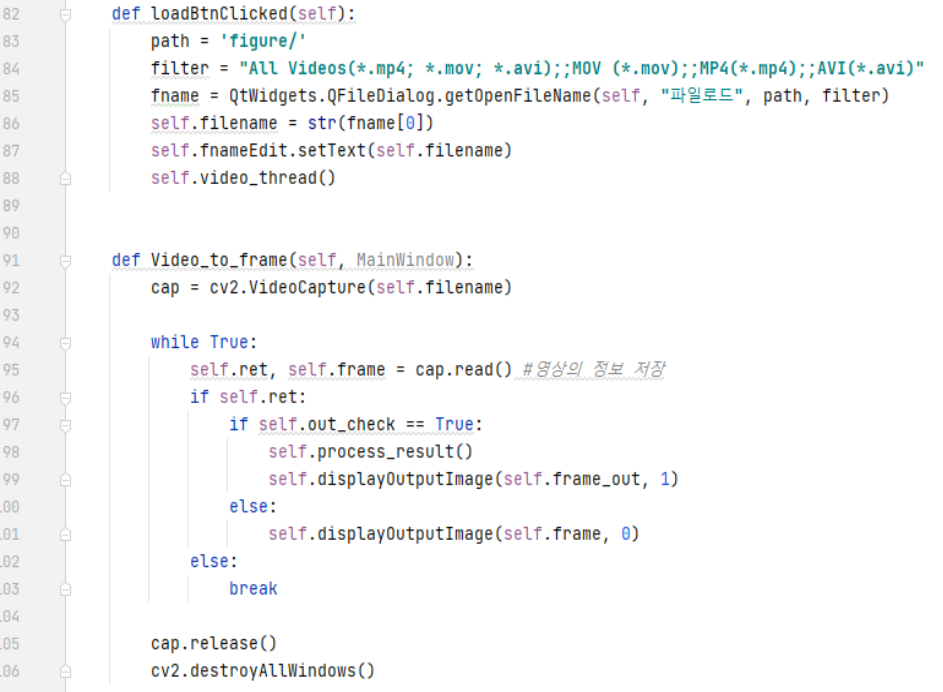 82 def loadBtnClicked(self):
83 path = 'figure/'
84 filter = "All Videos(*.mp4; *.mov; *.avi);;MOV (*.mov);;MP4(*.mp4);;AVI(*.avi)"
85 fname = QtWidgets.QFileDialog.getOpenFileName(self, "파일로드", path, filter)
86 self.filename = str(fname[0])
87 self.fnameEdit.setText(self.filename)
88 self.video_thread()
89
90
91 def Video_to_frame(self, MainWindow):
92 cap = cv2.VideoCapture(self.filename)
93
94 while True:
95 self.ret, self.frame = cap.read() #영상의 정보 저장
96 if self.ret:
97 if self.out_check == True:
98 self.process_result()
99 self.displayOutputImage(self.frame_out, 1)
100 else:
101 self.displayOutputImage(self.frame, 0)
102 else:
103 break
104
105 cap.release()
106 cv2.destroyAllWindows()